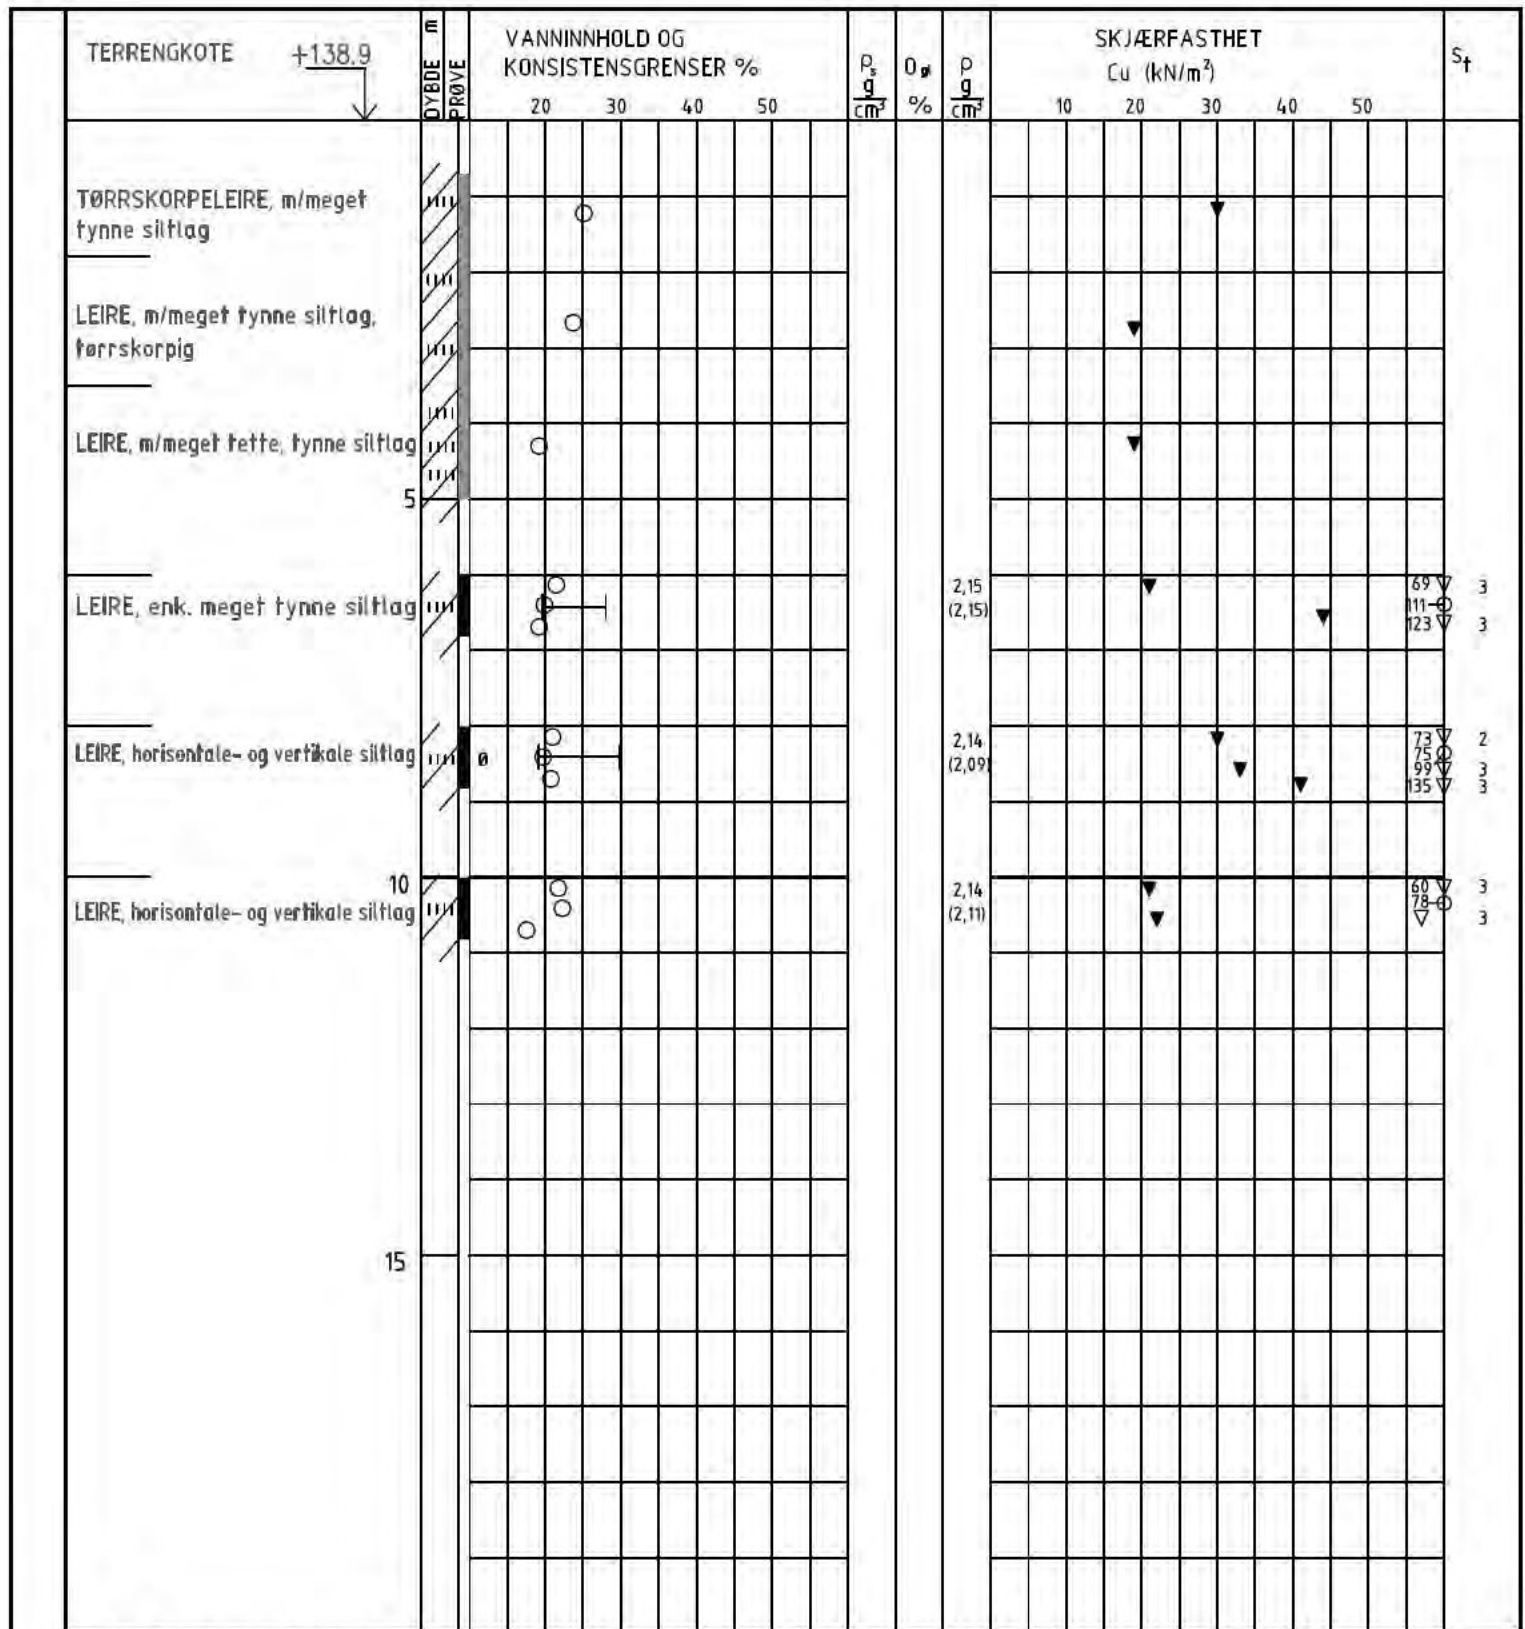 TERRENGKOTE +138.9
DYBDE m
PRØVE
VANNINNHOLD OG
KONSISTENSGRENSER %
20 30 40 50
ρs
g
cm³
O gl
%
ρ
g
cm³
SKJÆRFASTHET
Cu (kN/m²)
10 20 30 40 50
St
TØRRSKORPELEIRE, m/meget
tynne siltlag
LEIRE, m/meget tynne siltlag,
tørrskorpig
LEIRE, m/meget tette, tynne siltlag
5
LEIRE, enk. meget tynne siltlag
2,15
(2,15)
69 3
111
123 3
LEIRE, horisontale- og vertikale siltlag
Ø
2,14
(2,09)
73 2
75
99 3
135 3
10
LEIRE, horisontale- og vertikale siltlag
2,14
(2,11)
60 3
78
3
15